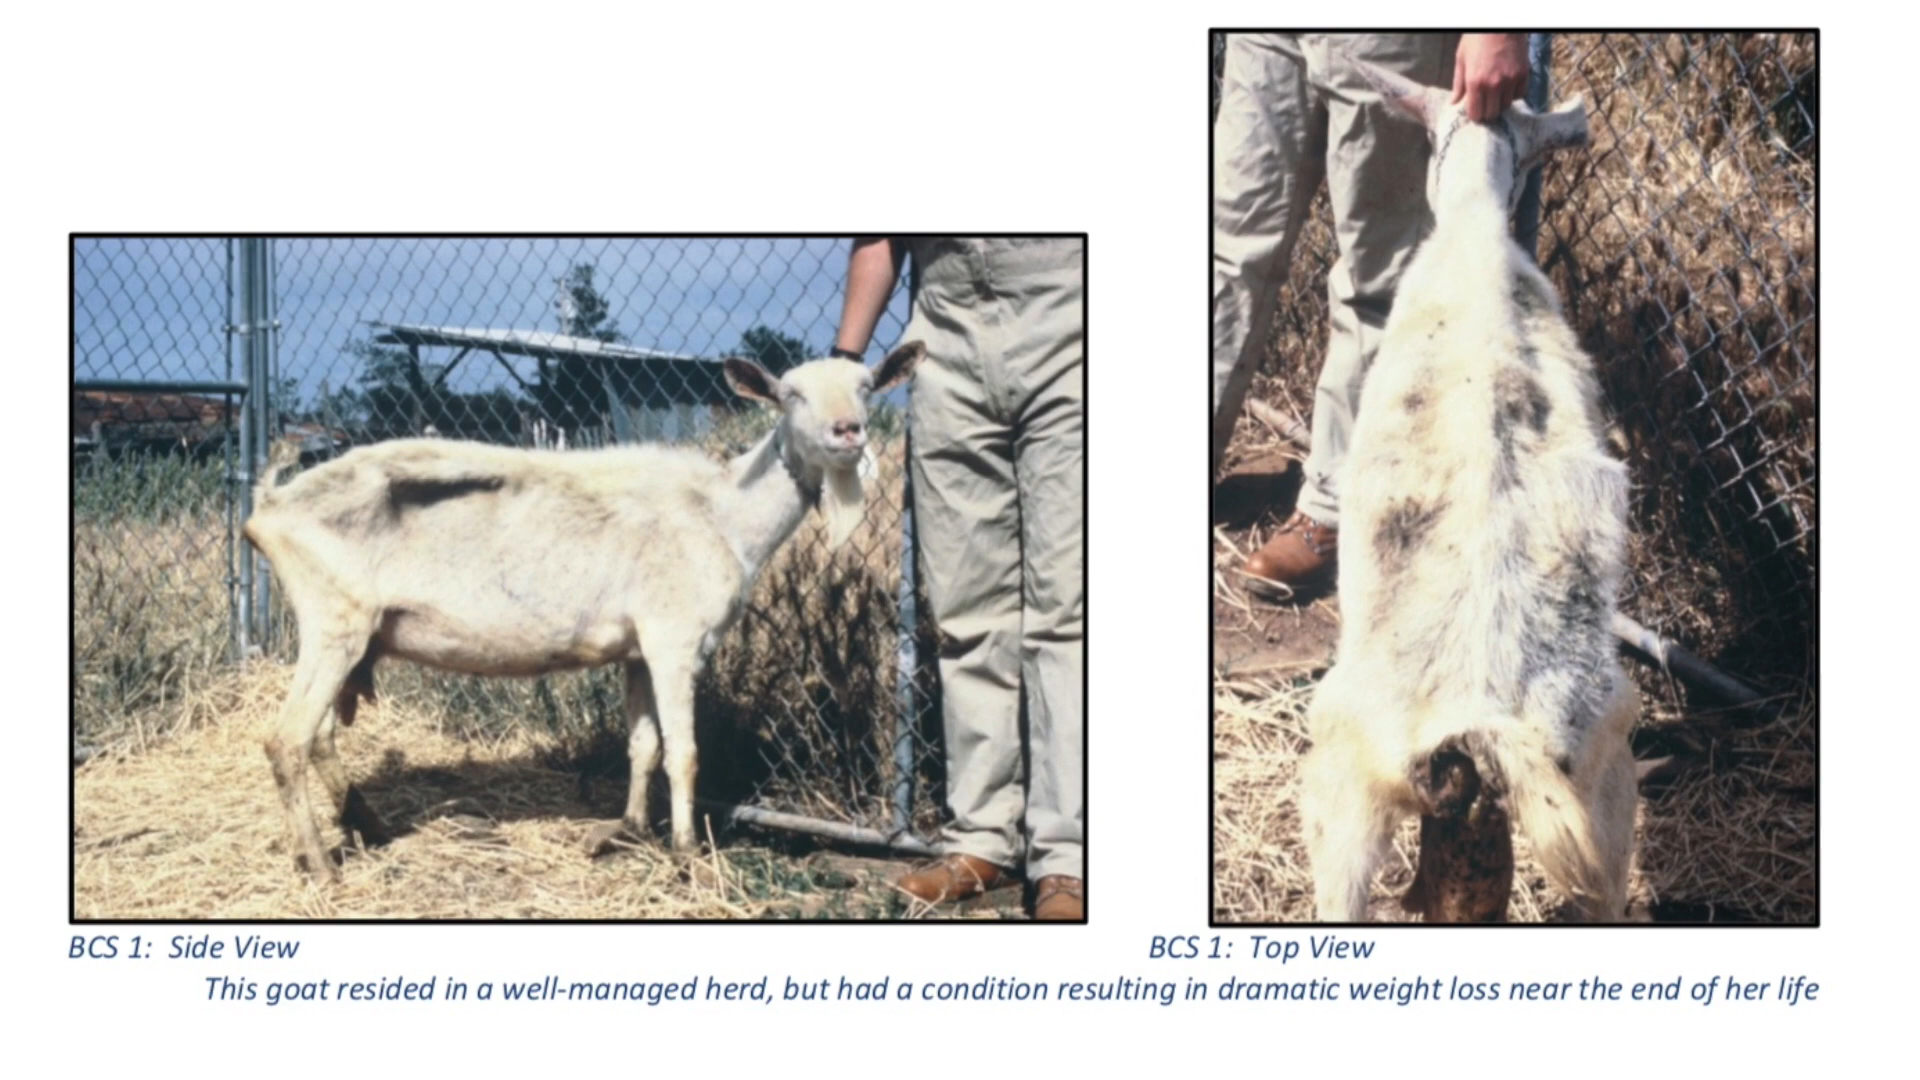 BCS 1: Side View
BCS 1: Top View
This goat resided in a well-managed herd, but had a condition resulting in dramatic weight loss near the end of her life